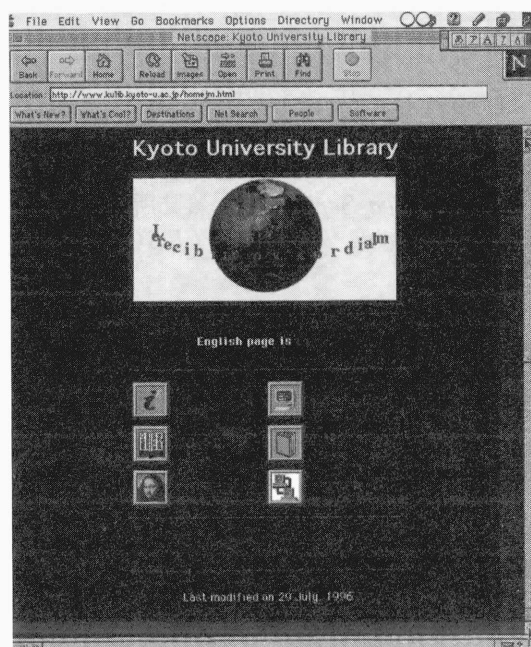 File Edit View Go Bookmarks Options Directory Window
Netscape: Kyoto University Library
Back Forward Home Reload Images Open Print Find Stop
N
Location: http://www.kulib.kyoto-u.ac.jp/homejm.html
What's New? What's Cool? Destinations Net Search People Software
Kyoto University Library
English page is
i
Last modified on 29 July, 1996